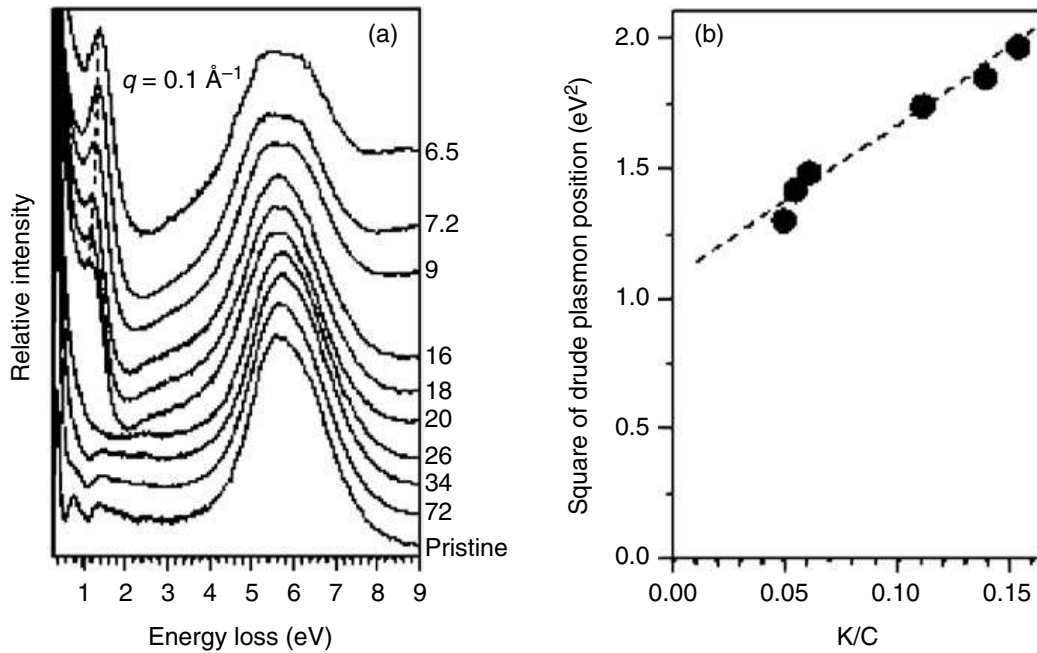 (a)
q = 0.1 Å⁻¹
6.5
7.2
9
16
18
20
26
34
72
Pristine
Relative intensity
1 2 3 4 5 6 7 8 9
Energy loss (eV)
(b)
Square of drude plasmon position (eV²)
2.0
1.5
1.0
0.5
0.0
0.00 0.05 0.10 0.15
K/C